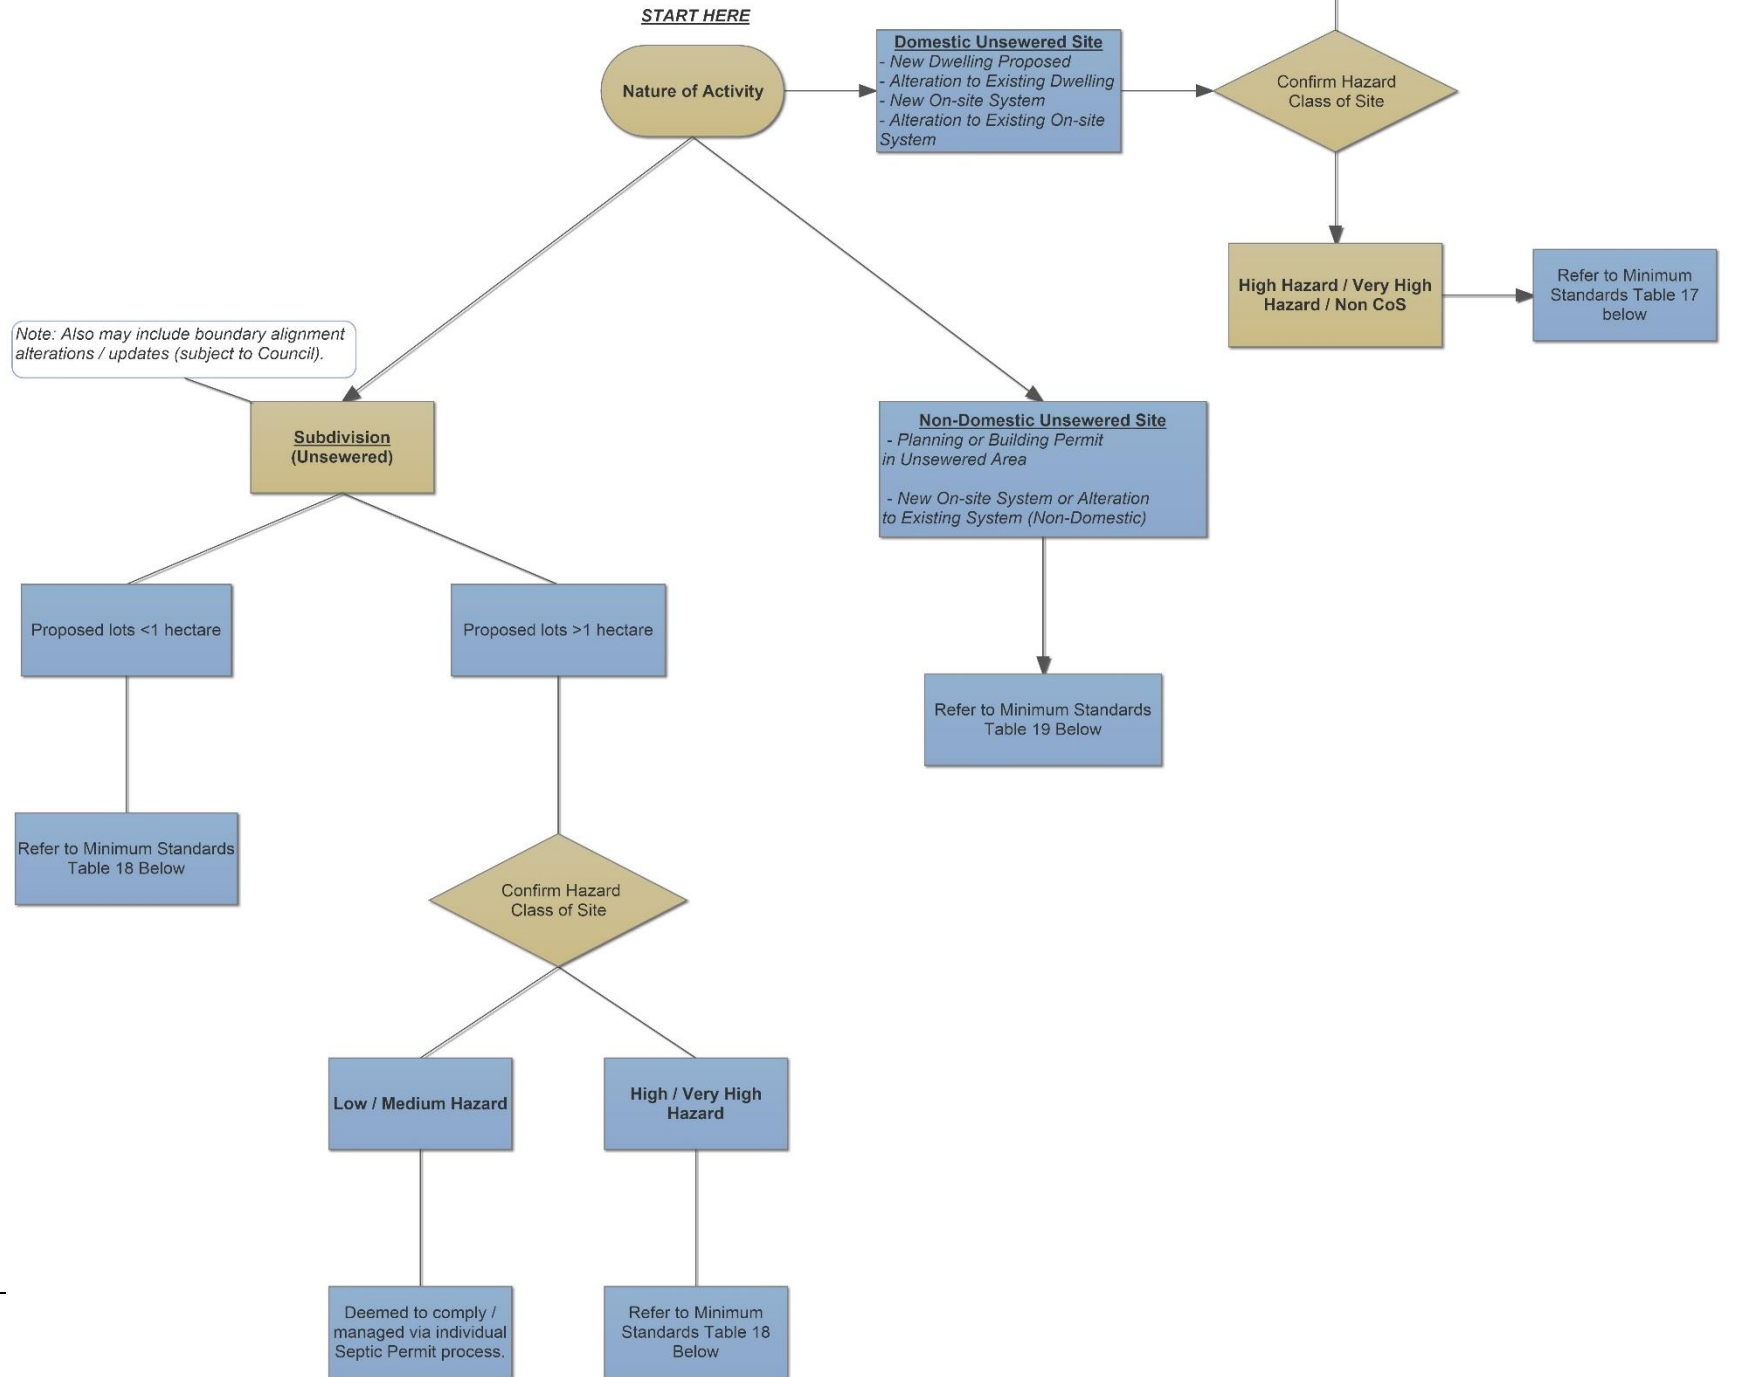 START HERE
Nature of Activity
Domestic Unsewered Site
- New Dwelling Proposed
- Alteration to Existing Dwelling
- New On-site System
- Alteration to Existing On-site
System
Confirm Hazard
Class of Site
High Hazard / Very High
Hazard / Non CoS
Refer to Minimum
Standards Table 17
below
Note: Also may include boundary alignment
alterations / updates (subject to Council).
Subdivision
(Unsewered)
Non-Domestic Unsewered Site
- Planning or Building Permit
in Unsewered Area
- New On-site System or Alteration
to Existing System (Non-Domestic)
Proposed lots <1 hectare
Proposed lots >1 hectare
Refer to Minimum Standards
Table 19 Below
Refer to Minimum Standards
Table 18 Below
Confirm Hazard
Class of Site
Low / Medium Hazard
High / Very High
Hazard
Deemed to comply /
managed via individual
Septic Permit process.
Refer to Minimum
Standards Table 18
Below